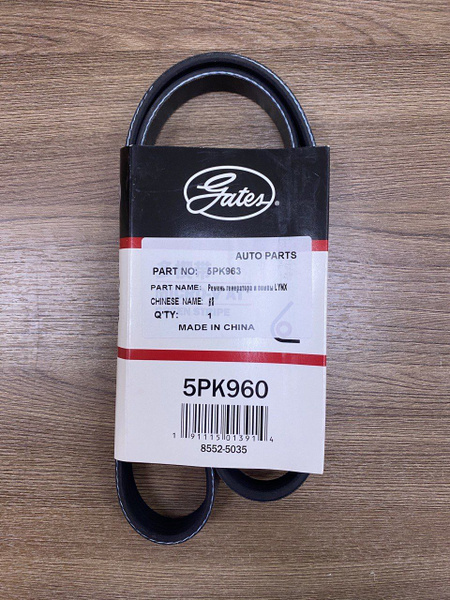 Gates
AUTO PARTS
PART NO: 5PK963
PART NAME: Ремень генератора и помпы LYNX
CHINESE NAME:
Q'TY: 1
MADE IN CHINA
5PK960
1 91115 01391 4
8552-5035